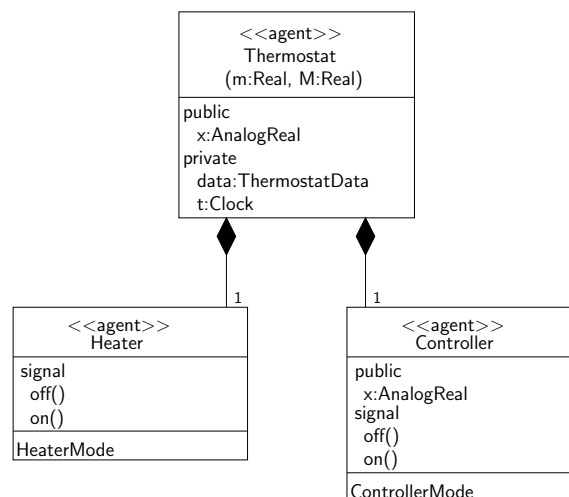 <<agent>>
Thermostat
(m:Real, M:Real)
public
x:AnalogReal
private
data:ThermostatData
t:Clock
1
1
<<agent>>
Heater
signal
off()
on()
HeaterMode
<<agent>>
Controller
public
x:AnalogReal
signal
off()
on()
ControllerMode